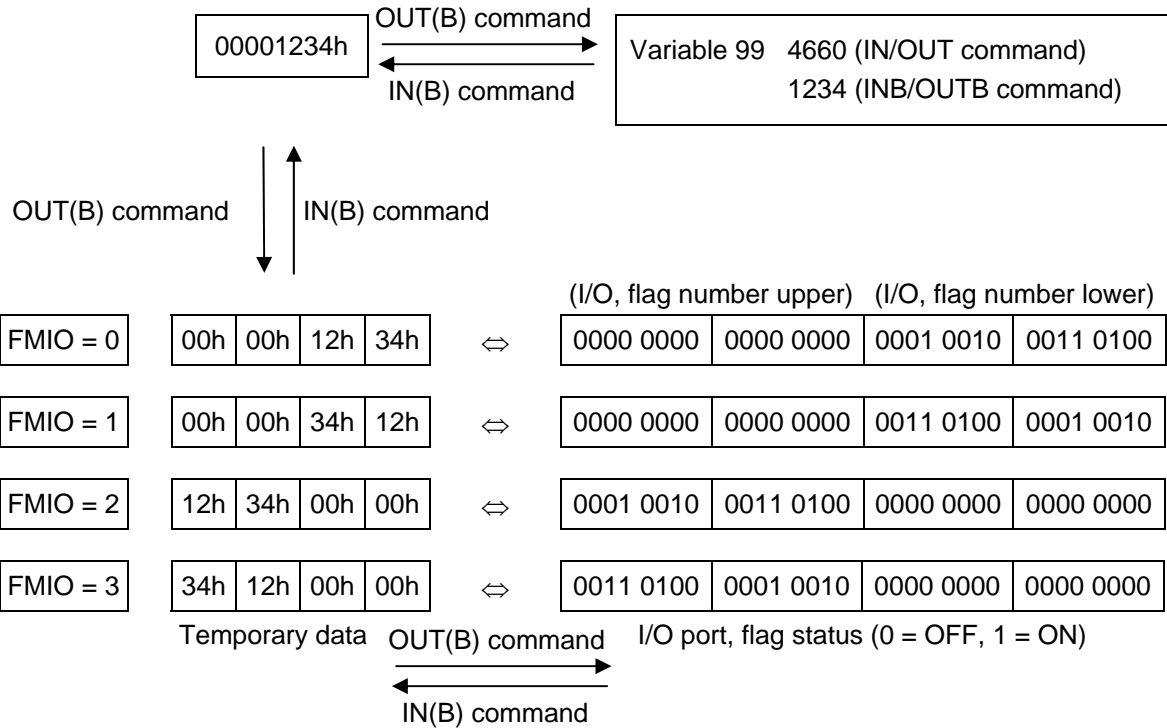 OUT(B) command
00001234h
Variable 99 4660 (IN/OUT command)
1234 (INB/OUTB command)
IN(B) command
OUT(B) command
IN(B) command
(I/O, flag number upper) (I/O, flag number lower)
FMIO = 0 00h 00h 12h 34h ⇔ 0000 0000 0000 0000 0001 0010 0011 0100
FMIO = 1 00h 00h 34h 12h ⇔ 0000 0000 0000 0000 0011 0100 0001 0010
FMIO = 2 12h 34h 00h 00h ⇔ 0001 0010 0011 0100 0000 0000 0000 0000
FMIO = 3 34h 12h 00h 00h ⇔ 0011 0100 0001 0010 0000 0000 0000 0000
Temporary data
OUT(B) command
I/O port, flag status (0 = OFF, 1 = ON)
IN(B) command